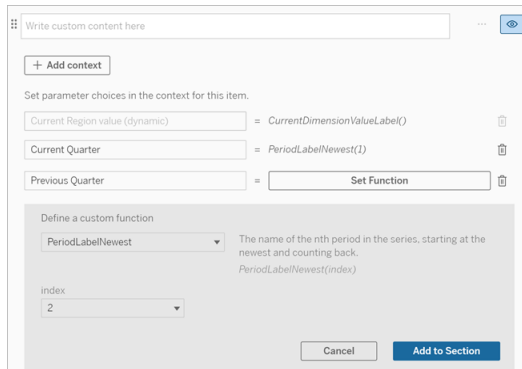 Write custom content here
+ Add context
Set parameter choices in the context for this item.
Current Region value (dynamic) = CurrentDimensionValueLabel()
Current Quarter = PeriodLabelNewest(1)
Previous Quarter = Set Function
Define a custom function
PeriodLabelNewest
The name of the nth period in the series, starting at the
newest and counting back.
PeriodLabelNewest(index)
index
2
Cancel Add to Section